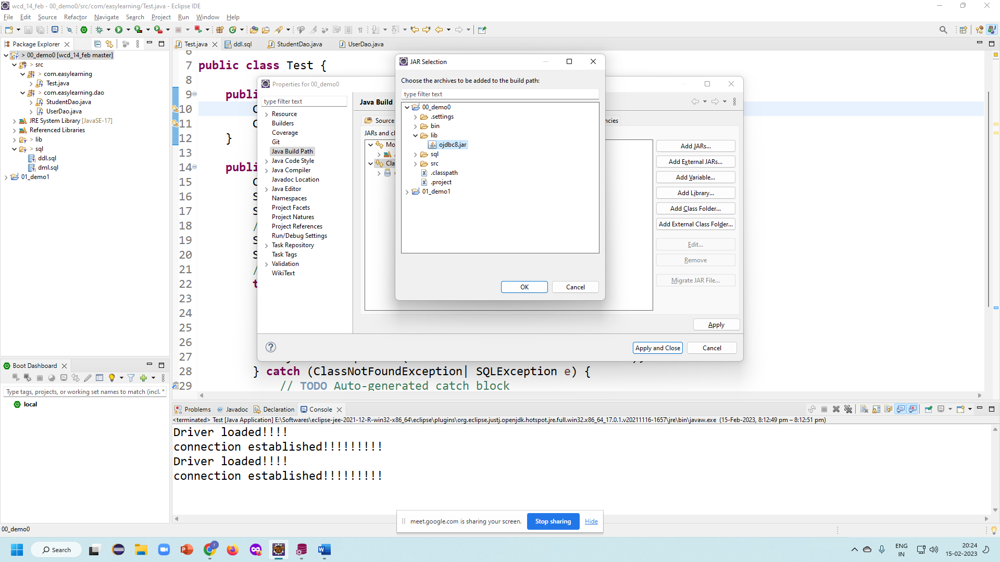 wcd_14_feb - 00_demo0/src/com/easylearning/Test.java - Eclipse IDE
File Edit Source Refactor Navigate Search Project Run Window Help
Package Explorer
> 00_demo0 [wcd_14_feb master]
> src
> com.easylearning
Test.java
> com.easylearning.dao
StudentDao.java
UserDao.java
JRE System Library [JavaSE-17]
Referenced Libraries
> lib
> sql
ddl.sql
dml.sql
01_demo1
Test.java ddl.sql StudentDao.java UserDao.java
6
7 public class Test {
8
9 publi
10 C
11 C
12 }
13
14 publi
15 C
16 S
17 S
18 /
19 S
20 S
21 /
22 t
23
24
25
26
27
28 } catch (ClassNotFoundException| SQLException e) {
29 // TODO Auto-generated catch block
Properties for 00_demo0
type filter text
Resource
Builders
Coverage
Git
Java Build Path
Java Code Style
Java Compiler
Javadoc Location
Java Editor
Namespaces
Project Facets
Project Natures
Project References
Run/Debug Settings
Task Repository
Task Tags
Validation
WikiText
Java Build
Source
ncies
JARs and cl
Mo
Cla
Add JARs...
Add External JARs...
Add Variable...
Add Library...
Add Class Folder...
Add External Class Folder...
Edit...
Remove
Migrate JAR File...
Apply
Apply and Close Cancel
JAR Selection
Choose the archives to be added to the build path:
type filter text
00_demo0
.settings
bin
lib
ojdbc8.jar
sql
src
.classpath
.project
01_demo1
OK Cancel
Boot Dashboard
Type tags, projects, or working set names to match (incl. *
local
Problems Javadoc Declaration Console
<terminated> Test [Java Application] E:\Softwares\eclipse-jee-2021-12-R-win32-x86_64\eclipse\plugins\org.eclipse.justj.openjdk.hotspot.jre.full.win32.x86_64_17.0.1.v20211116-1657\jre\bin\javaw.exe (15-Feb-2023, 8:12:49 pm – 8:12:51 pm)
Driver loaded!!!!
connection established!!!!!!!!!
Driver loaded!!!!
connection established!!!!!!!!!
meet.google.com is sharing your screen. Stop sharing Hide
00_demo0
Search
ENG
IN
20:24
15-02-2023